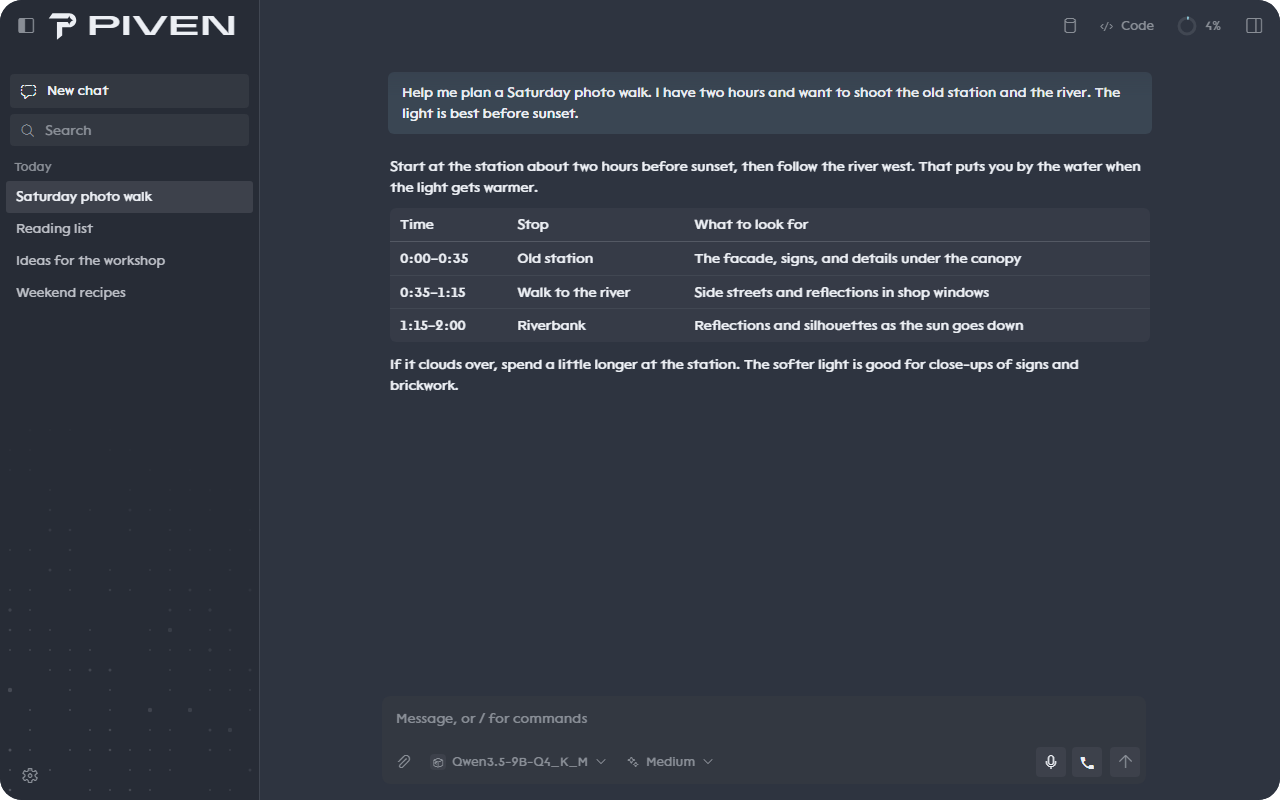 PIVEN
Code
4%
New chat
Search
Today
Saturday photo walk
Reading list
Ideas for the workshop
Weekend recipes
Help me plan a Saturday photo walk. I have two hours and want to shoot the old station and the river. The
light is best before sunset.
Start at the station about two hours before sunset, then follow the river west. That puts you by the water when
the light gets warmer.
Time Stop What to look for
0:00–0:35 Old station The facade, signs, and details under the canopy
0:35–1:15 Walk to the river Side streets and reflections in shop windows
1:15–2:00 Riverbank Reflections and silhouettes as the sun goes down
If it clouds over, spend a little longer at the station. The softer light is good for close-ups of signs and
brickwork.
Message, or / for commands
Qwen3.5-9B-Q4_K_M Medium